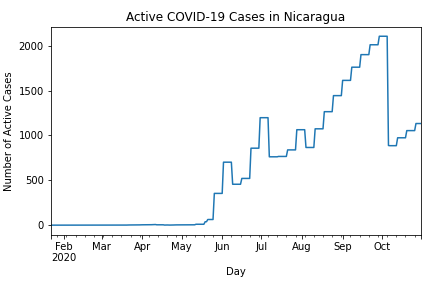 Active COVID-19 Cases in Nicaragua
Number of Active Cases
2000
1500
1000
500
0
Feb Mar Apr May Jun Jul Aug Sep Oct
2020
Day